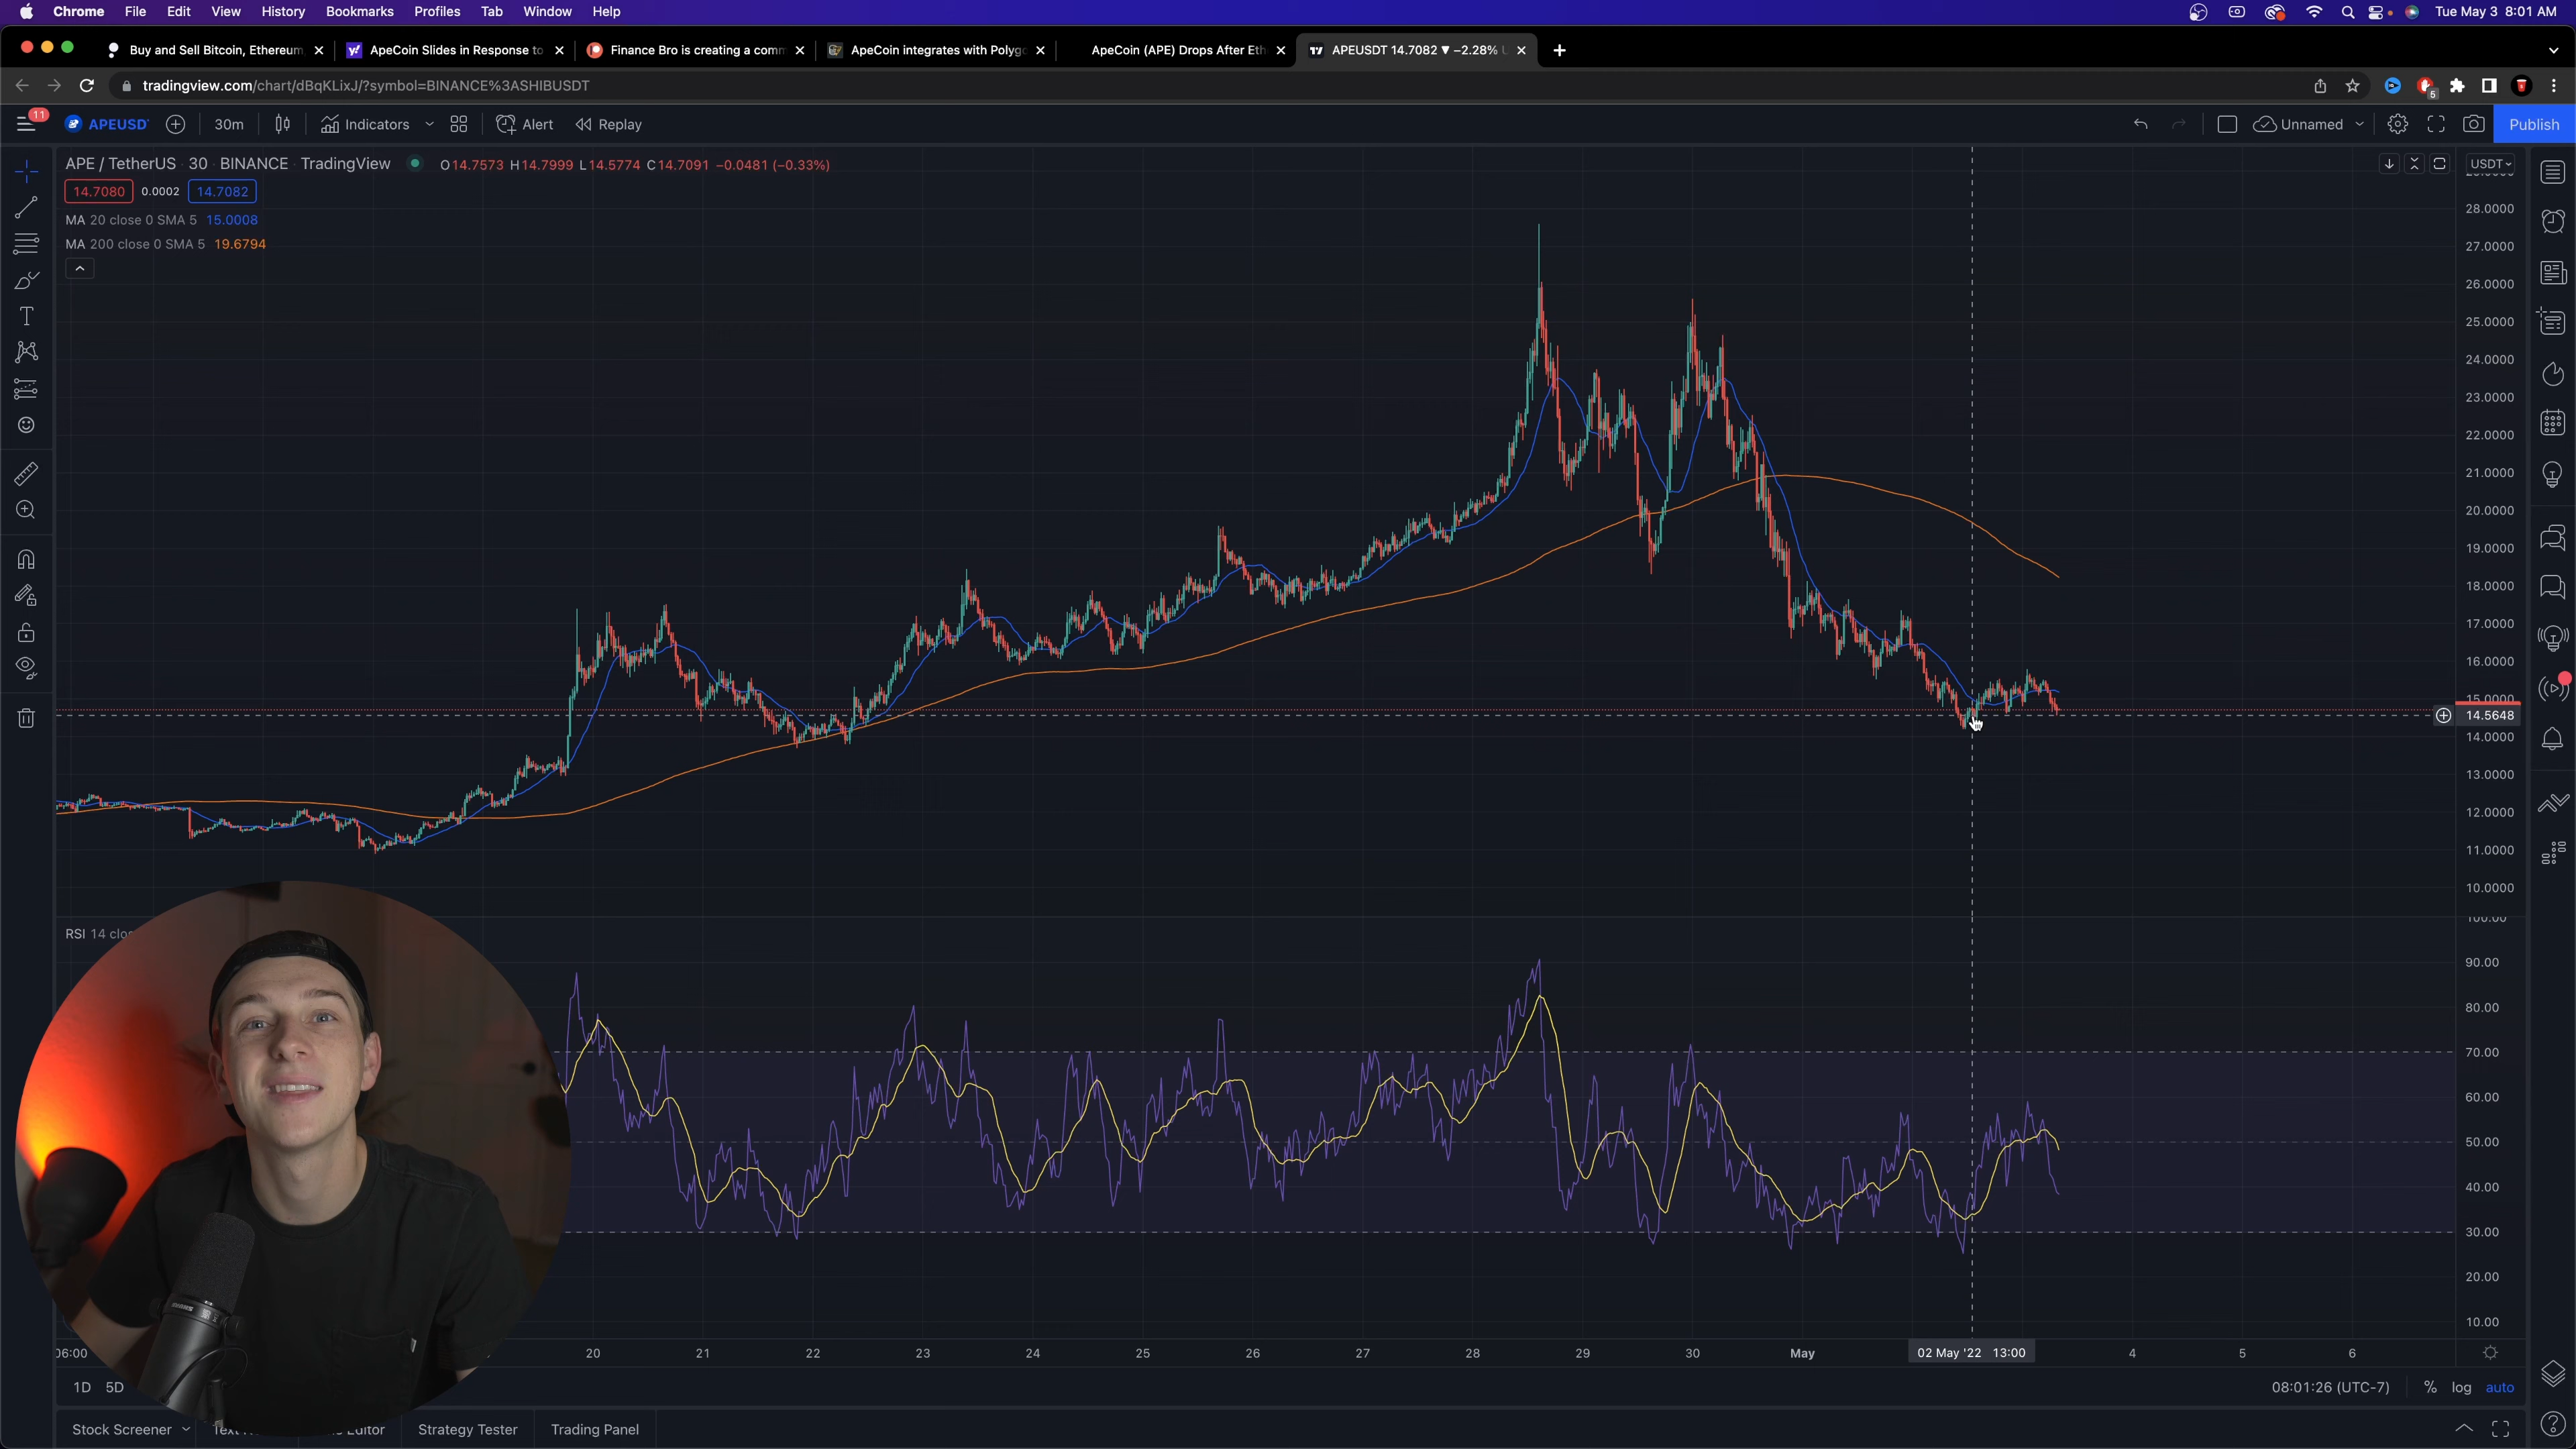 Chrome File Edit View History Bookmarks Profiles Tab Window Help Tue May 3 8:01 AM
Buy and Sell Bitcoin, Ethereum, ApeCoin Slides in Response to Finance Bro is creating a com ApeCoin integrates with Polyg ApeCoin (APE) Drops After Eth APEUSDT 14.7082 ▼ −2.28% U
tradingview.com/chart/dBqKLixJ/?symbol=BINANCE%3ASHIBUSDT 5
11 APEUSD 30m Indicators Alert Replay Unnamed Publish
APE / TetherUS 30 BINANCE TradingView O14.7573 H14.7999 L14.5774 C14.7091 −0.0481 (−0.33%) USDT
14.7080 0.0002 14.7082
MA 20 close 0 SMA 5 15.0008
MA 200 close 0 SMA 5 19.6794
28.0000
27.0000
26.0000
25.0000
24.0000
23.0000
22.0000
21.0000
20.0000
19.0000
18.0000
17.0000
16.0000
15.0000
14.5648
14.0000
13.0000
12.0000
11.0000
10.0000
100.00
RSI 14 clo
90.00
80.00
70.00
60.00
50.00
40.00
30.00
20.00
10.00
06:00 20 21 22 23 24 25 26 27 28 29 30 May 02 May '22 13:00 4 5 6
1D 5D 08:01:26 (UTC-7) % log auto
Stock Screener Text Editor Strategy Tester Trading Panel